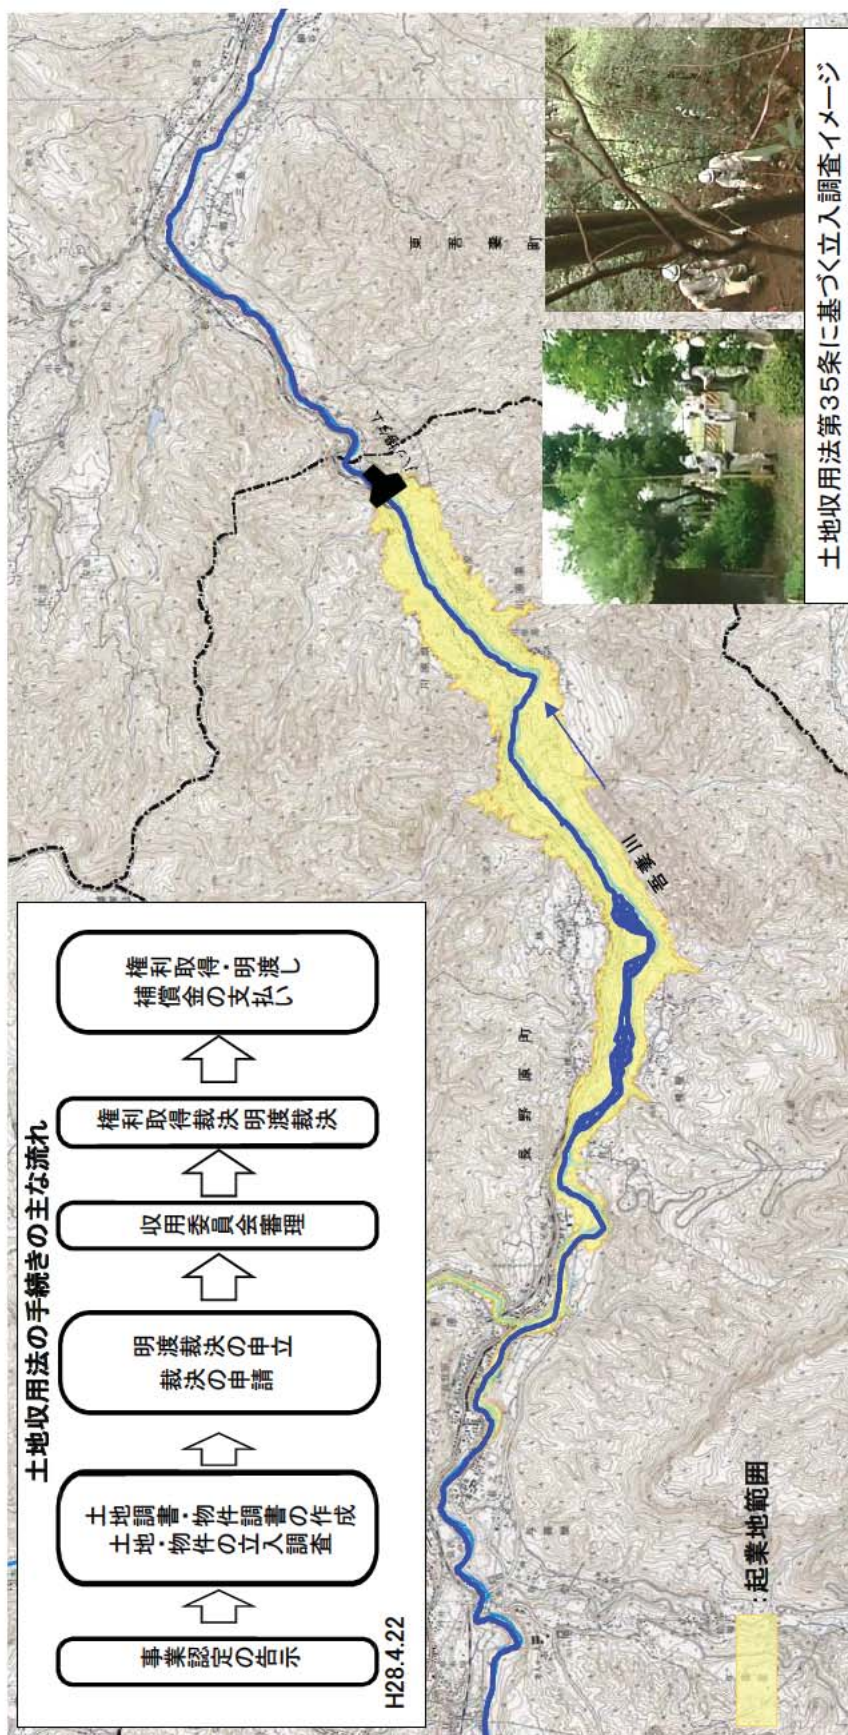 土地収用法の手続きの主な流れ
事業認定の告示
H28.4.22
土地・物件の立入調査
土地調書・物件調書の作成
裁決の申請
明渡裁決の申立
収用委員会審理
権利取得裁決明渡裁決
補償金の支払い
権利取得・明渡し
東吾妻町
八ッ場ダム
長野原町
吾妻川
:起業地範囲
土地収用法第35条に基づく立入調査イメージ